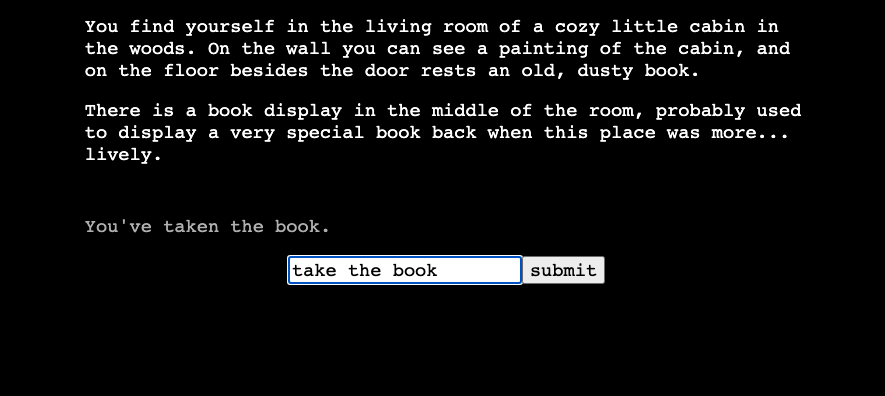 You find yourself in the living room of a cozy little cabin in
the woods. On the wall you can see a painting of the cabin, and
on the floor besides the door rests an old, dusty book.
There is a book display in the middle of the room, probably used
to display a very special book back when this place was more...
lively.
You've taken the book.
take the book submit